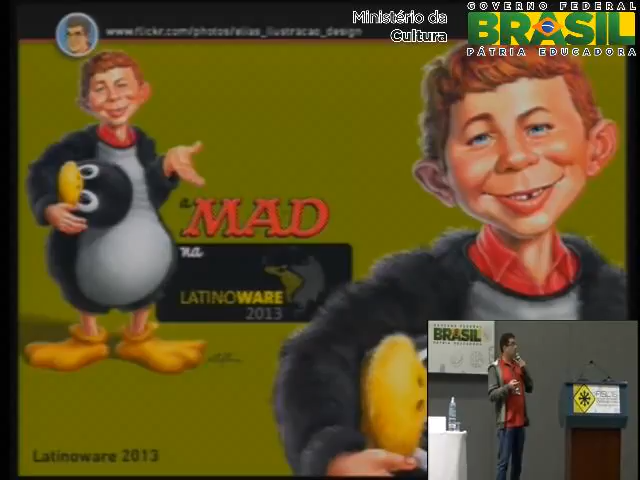 www.flickr.com/photos/elias_ilustracao_design
Ministério da
Cultura
GOVERNO FEDERAL
BRASIL
PÁTRIA EDUCADORA
a
MAD
na
LATINOWARE
2013
Latinoware 2013
BRASIL